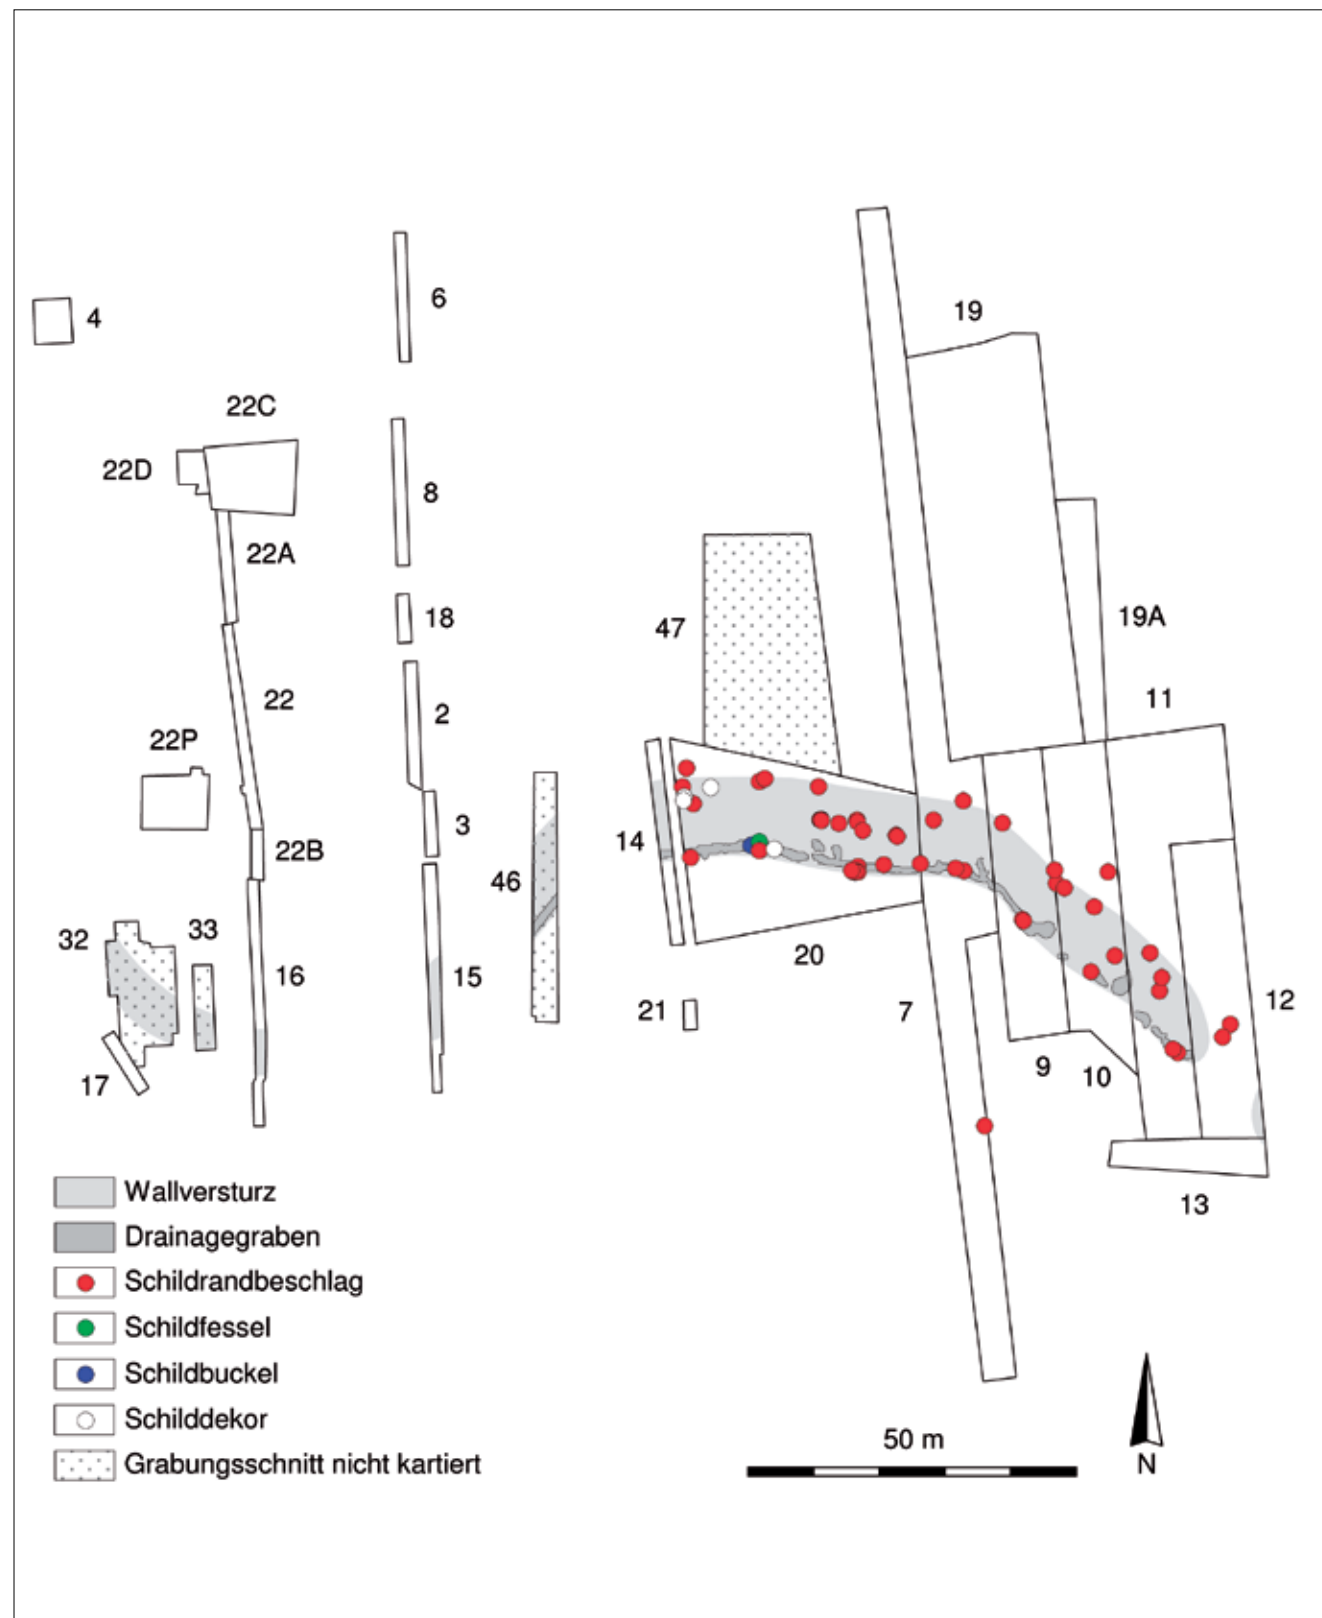 6
4
19
22C
22D
8
22A
18
47
19A
22
2
11
22P
3
14
22B
46
32
33
16
15
20
21
7
12
9
10
17
13
Wallversturz
Drainagegraben
Schildrandbeschlag
Schildfessel
Schildbuckel
Schilddekor
Grabungsschnitt nicht kartiert
50 m
N